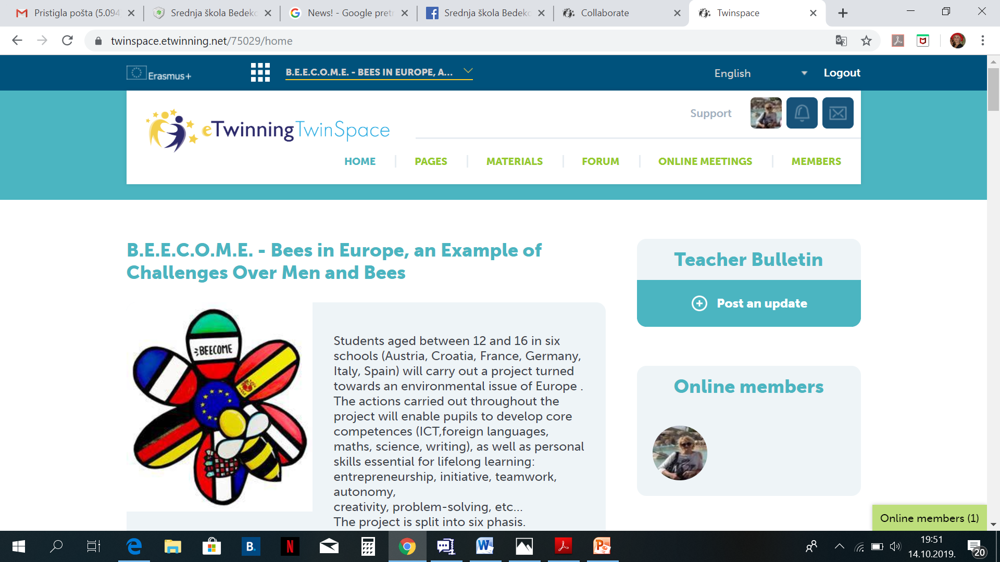 Pristigla pošta (5.094
Srednja škola Bedeko
News! - Google pretr
Srednja škola Bedeko
Collaborate
Twinspace
twinspace.etwinning.net/75029/home
Erasmus+
B.E.E.C.O.M.E. - BEES IN EUROPE, A...
English
Logout
eTwinning TwinSpace
Support
HOME
PAGES
MATERIALS
FORUM
ONLINE MEETINGS
MEMBERS
B.E.E.C.O.M.E. - Bees in Europe, an Example of
Challenges Over Men and Bees
BEECOME
Students aged between 12 and 16 in six
schools (Austria, Croatia, France, Germany,
Italy, Spain) will carry out a project turned
towards an environmental issue of Europe .
The actions carried out throughout the
project will enable pupils to develop core
competences (ICT,foreign languages,
maths, science, writing), as well as personal
skills essential for lifelong learning:
entrepreneurship, initiative, teamwork,
autonomy,
creativity, problem-solving, etc...
The project is split into six phasis.
Teacher Bulletin
Post an update
Online members
Online members (1)
B.
N
19:51
14.10.2019.
20